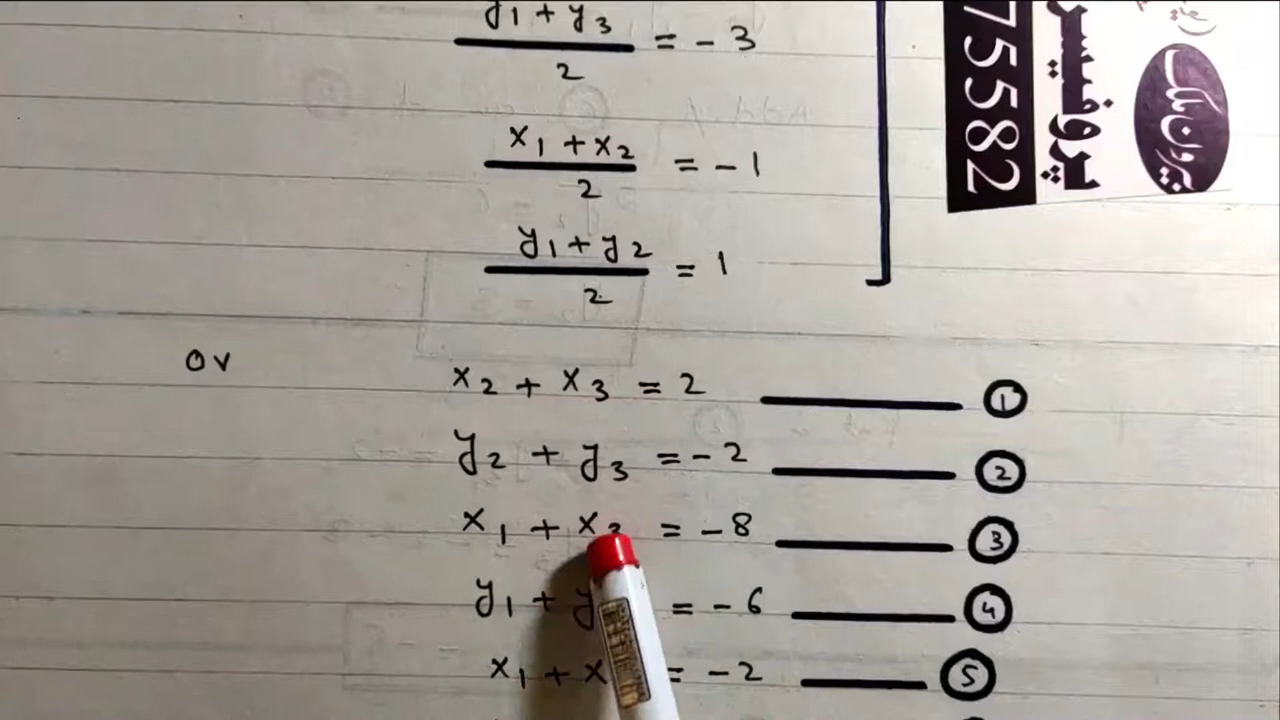 y₁ + y₃ / 2 = - 3
x₁ + x₂ / 2 = - 1
y₁ + y₂ / 2 = 1
or
x₂ + x₃ = 2 ——— ①
y₂ + y₃ = - 2 ——— ②
x₁ + x₃ = - 8 ——— ③
y₁ + y = - 6 ——— ④
x₁ + x = - 2 ——— ⑤
75582
پروفیسر